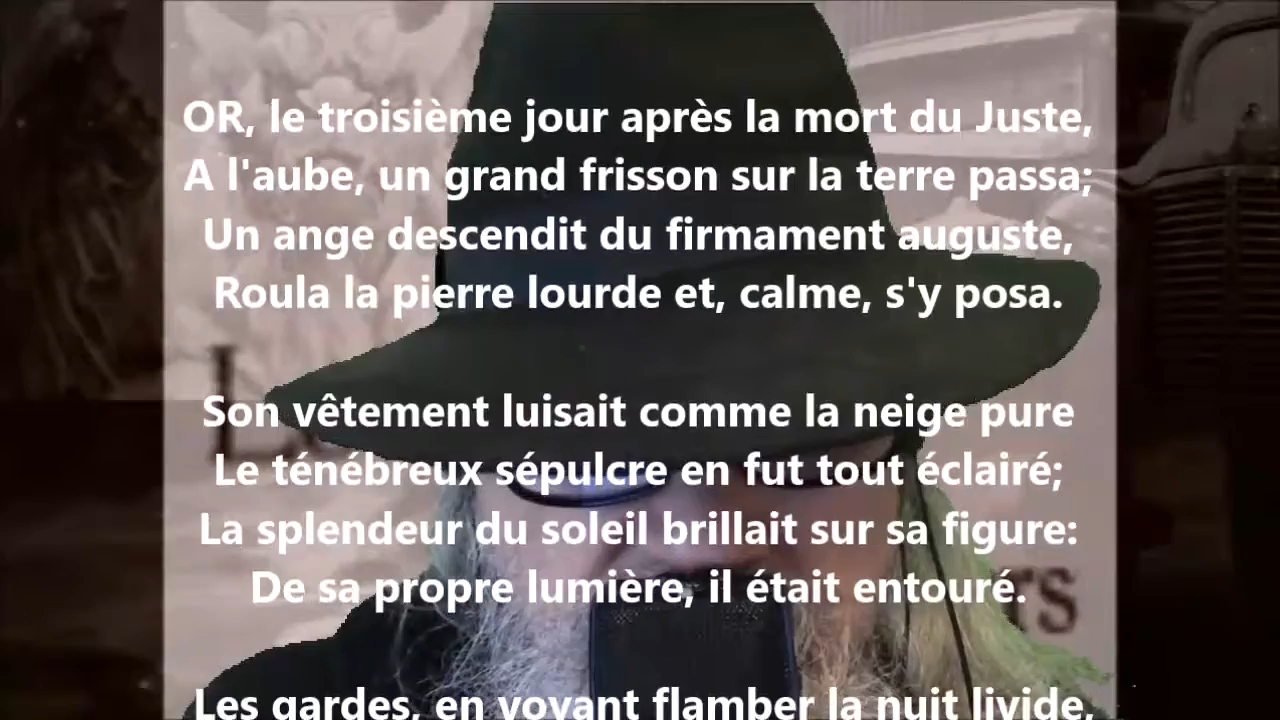 OR, le troisième jour après la mort du Juste,
A l'aube, un grand frisson sur la terre passa;
Un ange descendit du firmament auguste,
Roula la pierre lourde et, calme, s'y posa.
Son vêtement luisait comme la neige pure
Le ténébreux sépulcre en fut tout éclairé;
La splendeur du soleil brillait sur sa figure:
De sa propre lumière, il était entouré.
Les gardes, en voyant flamber la nuit livide,